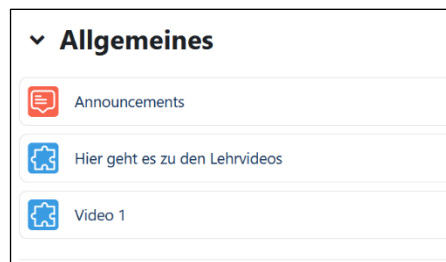 Allgemeines
Announcements
Hier geht es zu den Lehrvideos
Video 1